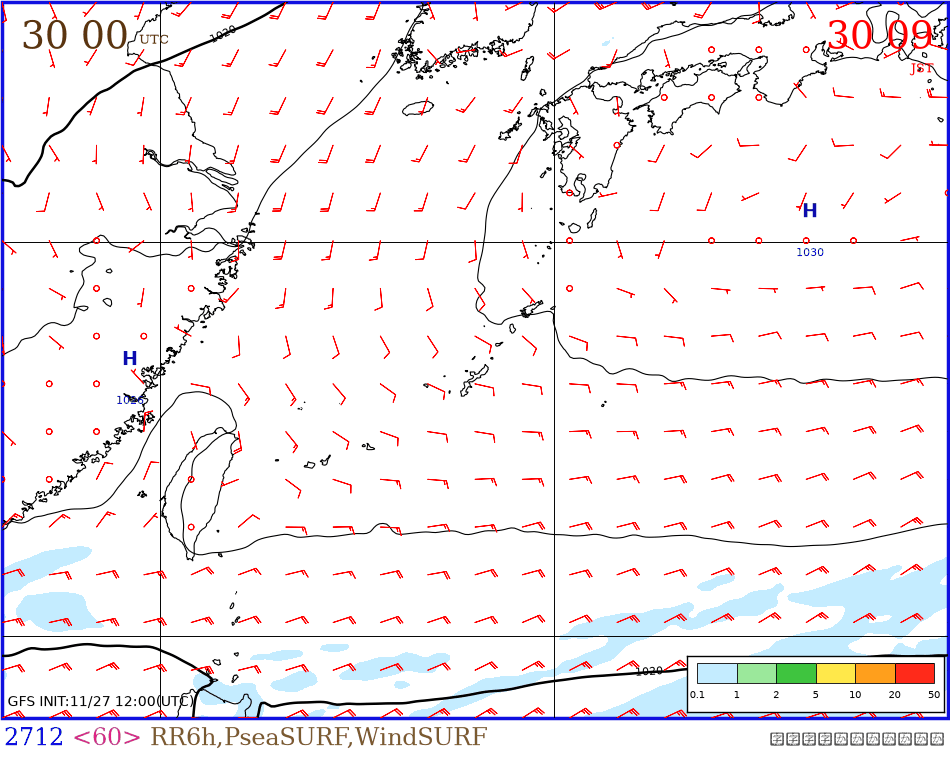 30 00 UTC
30 09 JST
1020
H
1030
H
1026
1020
0.1 1 2 5 10 20 50
GFS INIT:11/27 12:00(UTC)
2712 <60> RR6h,PseaSURF,WindSURF